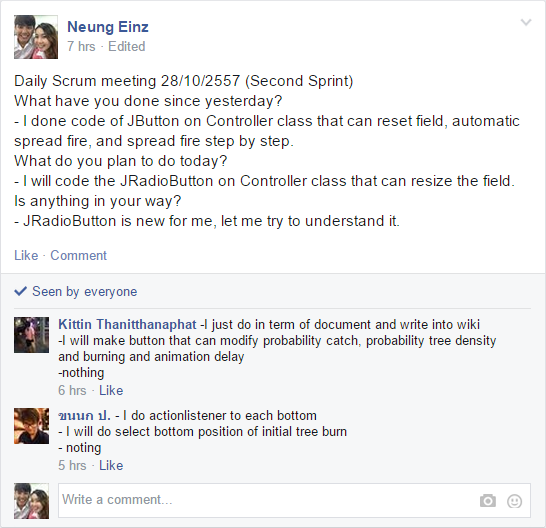 Neung Einz
7 hrs · Edited
Daily Scrum meeting 28/10/2557 (Second Sprint)
What have you done since yesterday?
- I done code of JButton on Controller class that can reset field, automatic
spread fire, and spread fire step by step.
What do you plan to do today?
- I will code the JRadioButton on Controller class that can resize the field.
Is anything in your way?
- JRadioButton is new for me, let me try to understand it.
Like · Comment
Seen by everyone
Kittin Thanitthanaphat -I just do in term of document and write into wiki
-I will make button that can modify probability catch, probability tree density
and burning and animation delay
-nothing
6 hrs · Like
ขนนก ป. - I do actionlistener to each bottom
- I will do select bottom position of initial tree burn
- noting
5 hrs · Like
Write a comment...